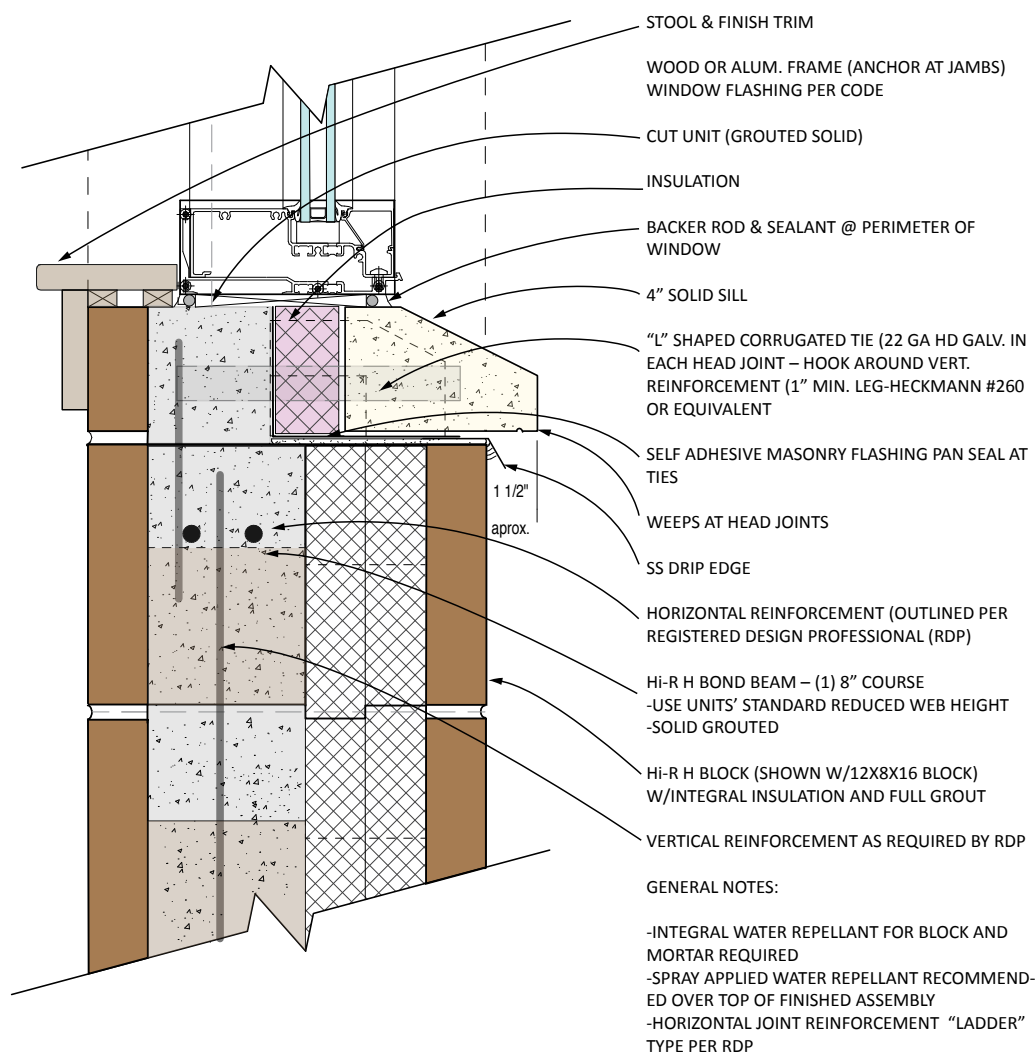 STOOL & FINISH TRIM
WOOD OR ALUM. FRAME (ANCHOR AT JAMBS)
WINDOW FLASHING PER CODE
CUT UNIT (GROUTED SOLID)
INSULATION
BACKER ROD & SEALANT @ PERIMETER OF
WINDOW
4” SOLID SILL
“L” SHAPED CORRUGATED TIE (22 GA HD GALV. IN
EACH HEAD JOINT – HOOK AROUND VERT.
REINFORCEMENT (1” MIN. LEG-HECKMANN #260
OR EQUIVALENT
SELF ADHESIVE MASONRY FLASHING PAN SEAL AT
TIES
1 1/2"
aprox.
WEEPS AT HEAD JOINTS
SS DRIP EDGE
HORIZONTAL REINFORCEMENT (OUTLINED PER
REGISTERED DESIGN PROFESSIONAL (RDP)
Hi-R H BOND BEAM – (1) 8” COURSE
-USE UNITS’ STANDARD REDUCED WEB HEIGHT
-SOLID GROUTED
Hi-R H BLOCK (SHOWN W/12X8X16 BLOCK)
W/INTEGRAL INSULATION AND FULL GROUT
VERTICAL REINFORCEMENT AS REQUIRED BY RDP
GENERAL NOTES:
-INTEGRAL WATER REPELLANT FOR BLOCK AND
MORTAR REQUIRED
-SPRAY APPLIED WATER REPELLANT RECOMMEND-
ED OVER TOP OF FINISHED ASSEMBLY
-HORIZONTAL JOINT REINFORCEMENT “LADDER”
TYPE PER RDP